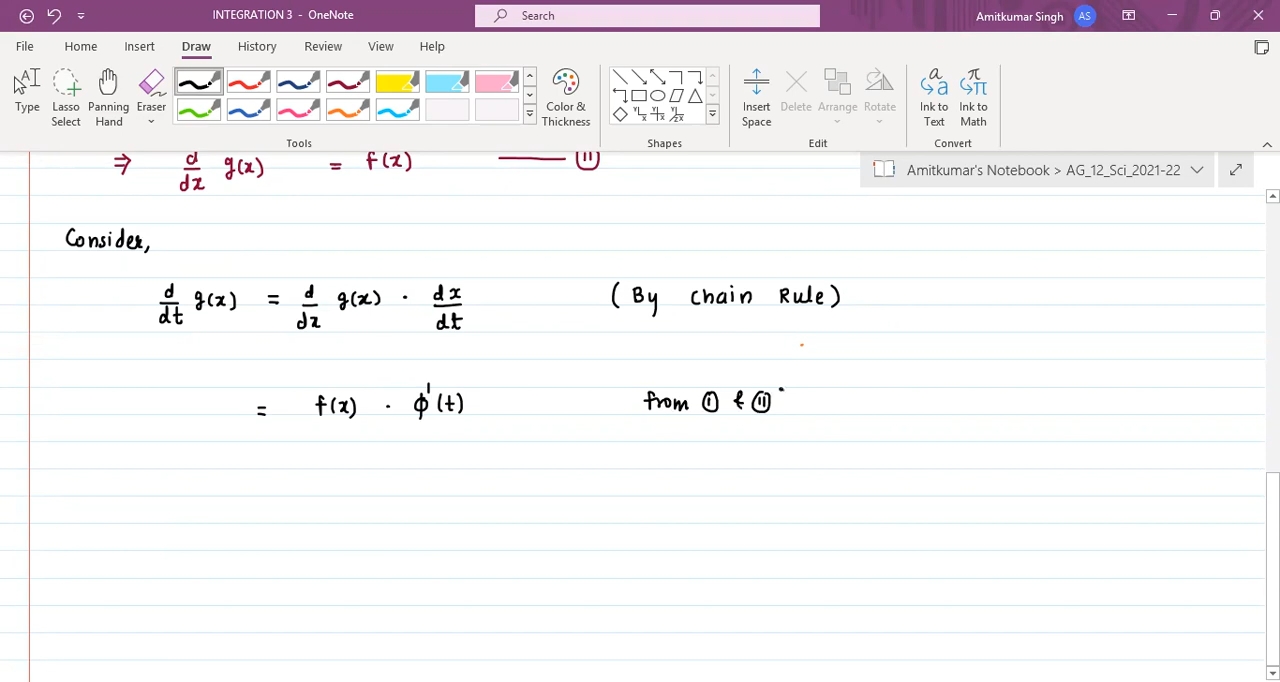 INTEGRATION 3 - OneNote
Search
Amitkumar Singh AS
File Home Insert Draw History Review View Help
Type
Lasso Select
Panning Hand
Eraser
Color & Thickness
Insert Space
Delete
Arrange
Rotate
Ink to Text
Ink to Math
Tools
Shapes
Edit
Convert
Amitkumar's Notebook > AG_12_Sci_2021-22
⇒ d/dx g(x) = f(x) —— Ⓘⓘ
Consider,
d/dt g(x) = d/dx g(x) · dx/dt (By Chain Rule)
= f(x) · ϕ'(t) from Ⓘ & Ⓘⓘ